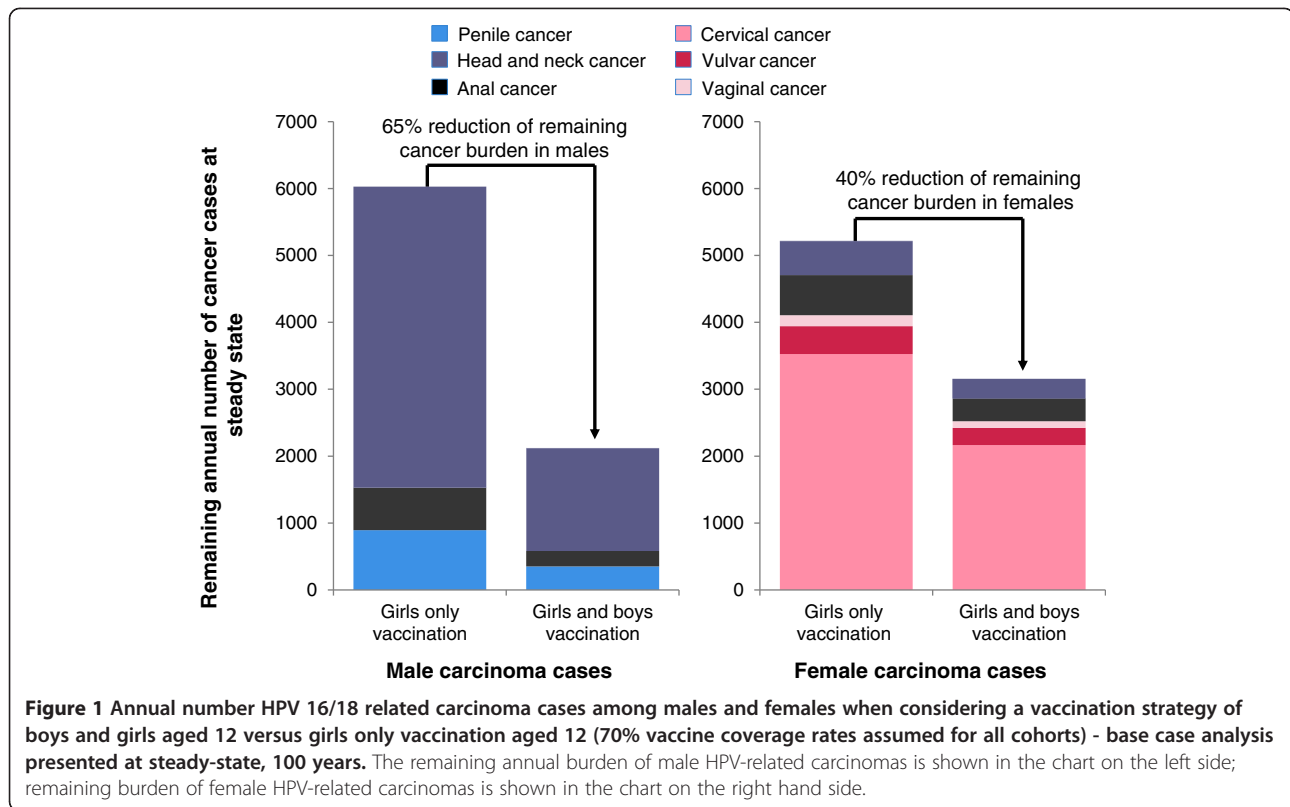 Penile cancer
Head and neck cancer
Anal cancer
Cervical cancer
Vulvar cancer
Vaginal cancer
Remaining annual number of cancer cases at
steady state
7000
6000
5000
4000
3000
2000
1000
0
65% reduction of remaining
cancer burden in males
Girls only
vaccination
Girls and boys
vaccination
Male carcinoma cases
7000
6000
5000
4000
3000
2000
1000
0
40% reduction of remaining
cancer burden in females
Girls only
vaccination
Girls and boys
vaccination
Female carcinoma cases
Figure 1 Annual number HPV 16/18 related carcinoma cases among males and females when considering a vaccination strategy of
boys and girls aged 12 versus girls only vaccination aged 12 (70% vaccine coverage rates assumed for all cohorts) - base case analysis
presented at steady-state, 100 years. The remaining annual burden of male HPV-related carcinomas is shown in the chart on the left side;
remaining burden of female HPV-related carcinomas is shown in the chart on the right hand side.